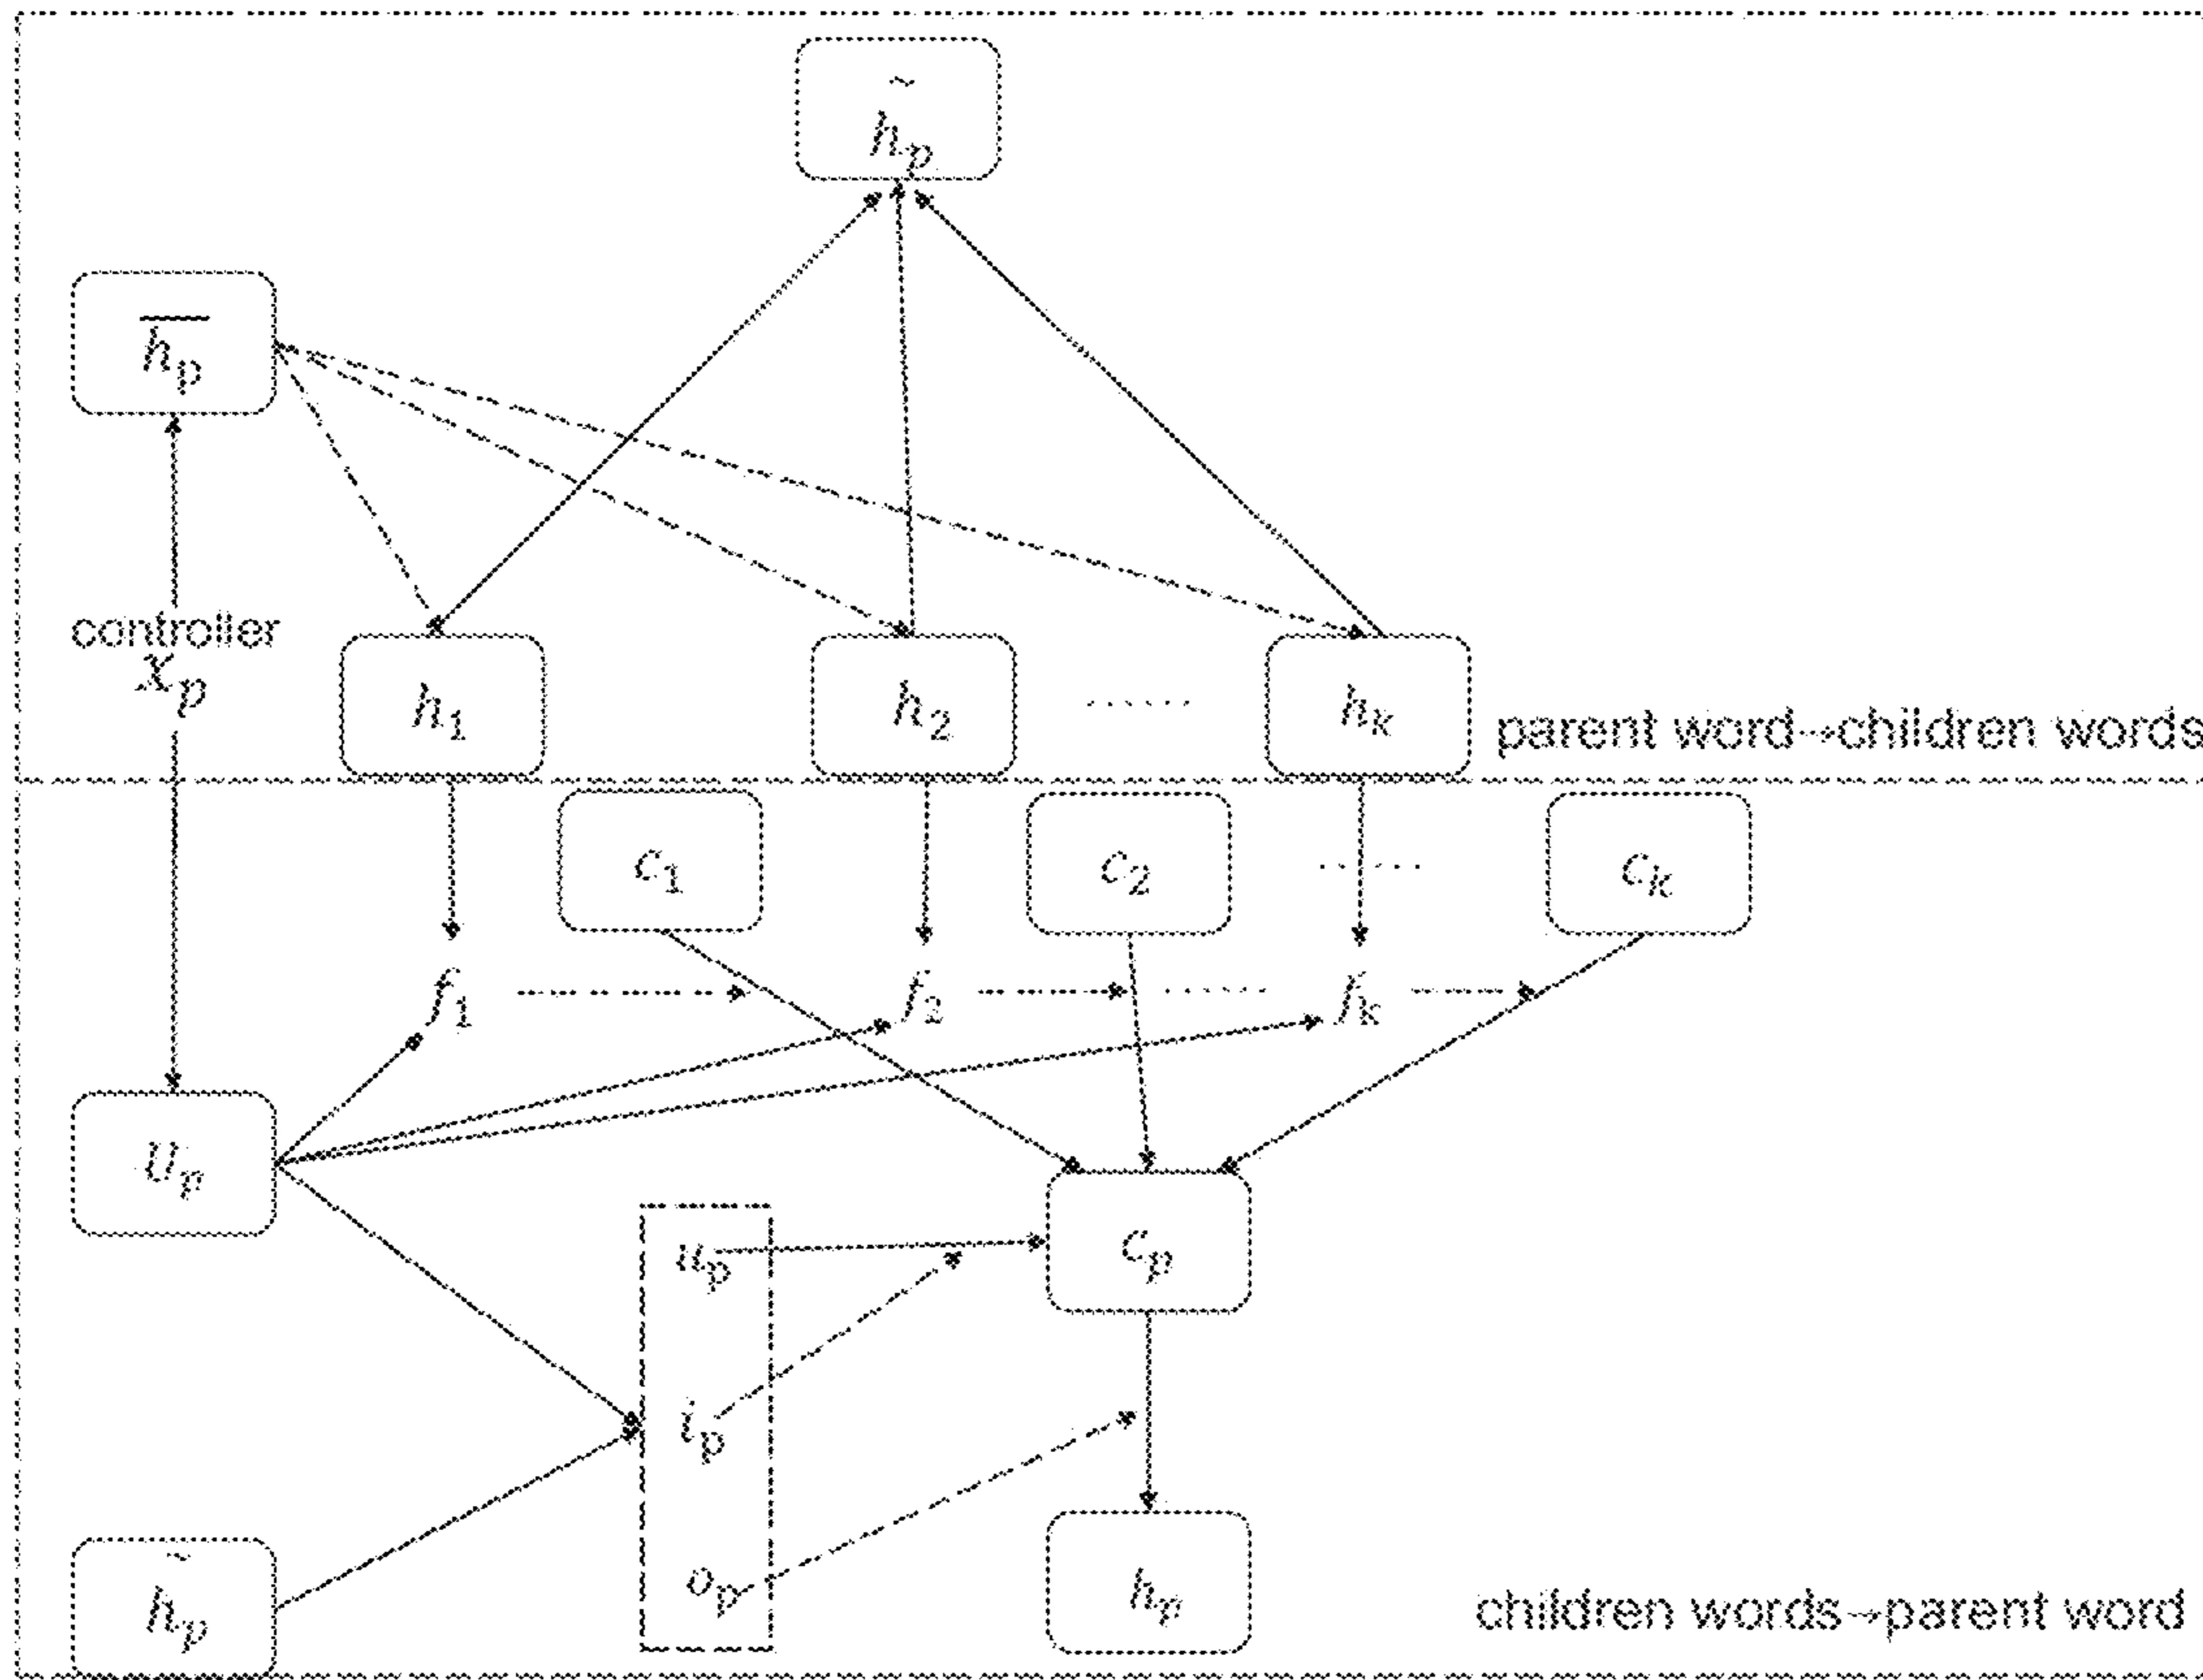 h̃ₚ
h̅ₚ
controller
xₚ
h₁ h₂ ...... hₖ
parent word→children words
c₁ c₂ ...... cₖ
f₁ f₂ ...... fₖ
Uₚ
uₚ
cₚ
iₚ
oₚ
h̃ₚ
hₚ
children words→parent word